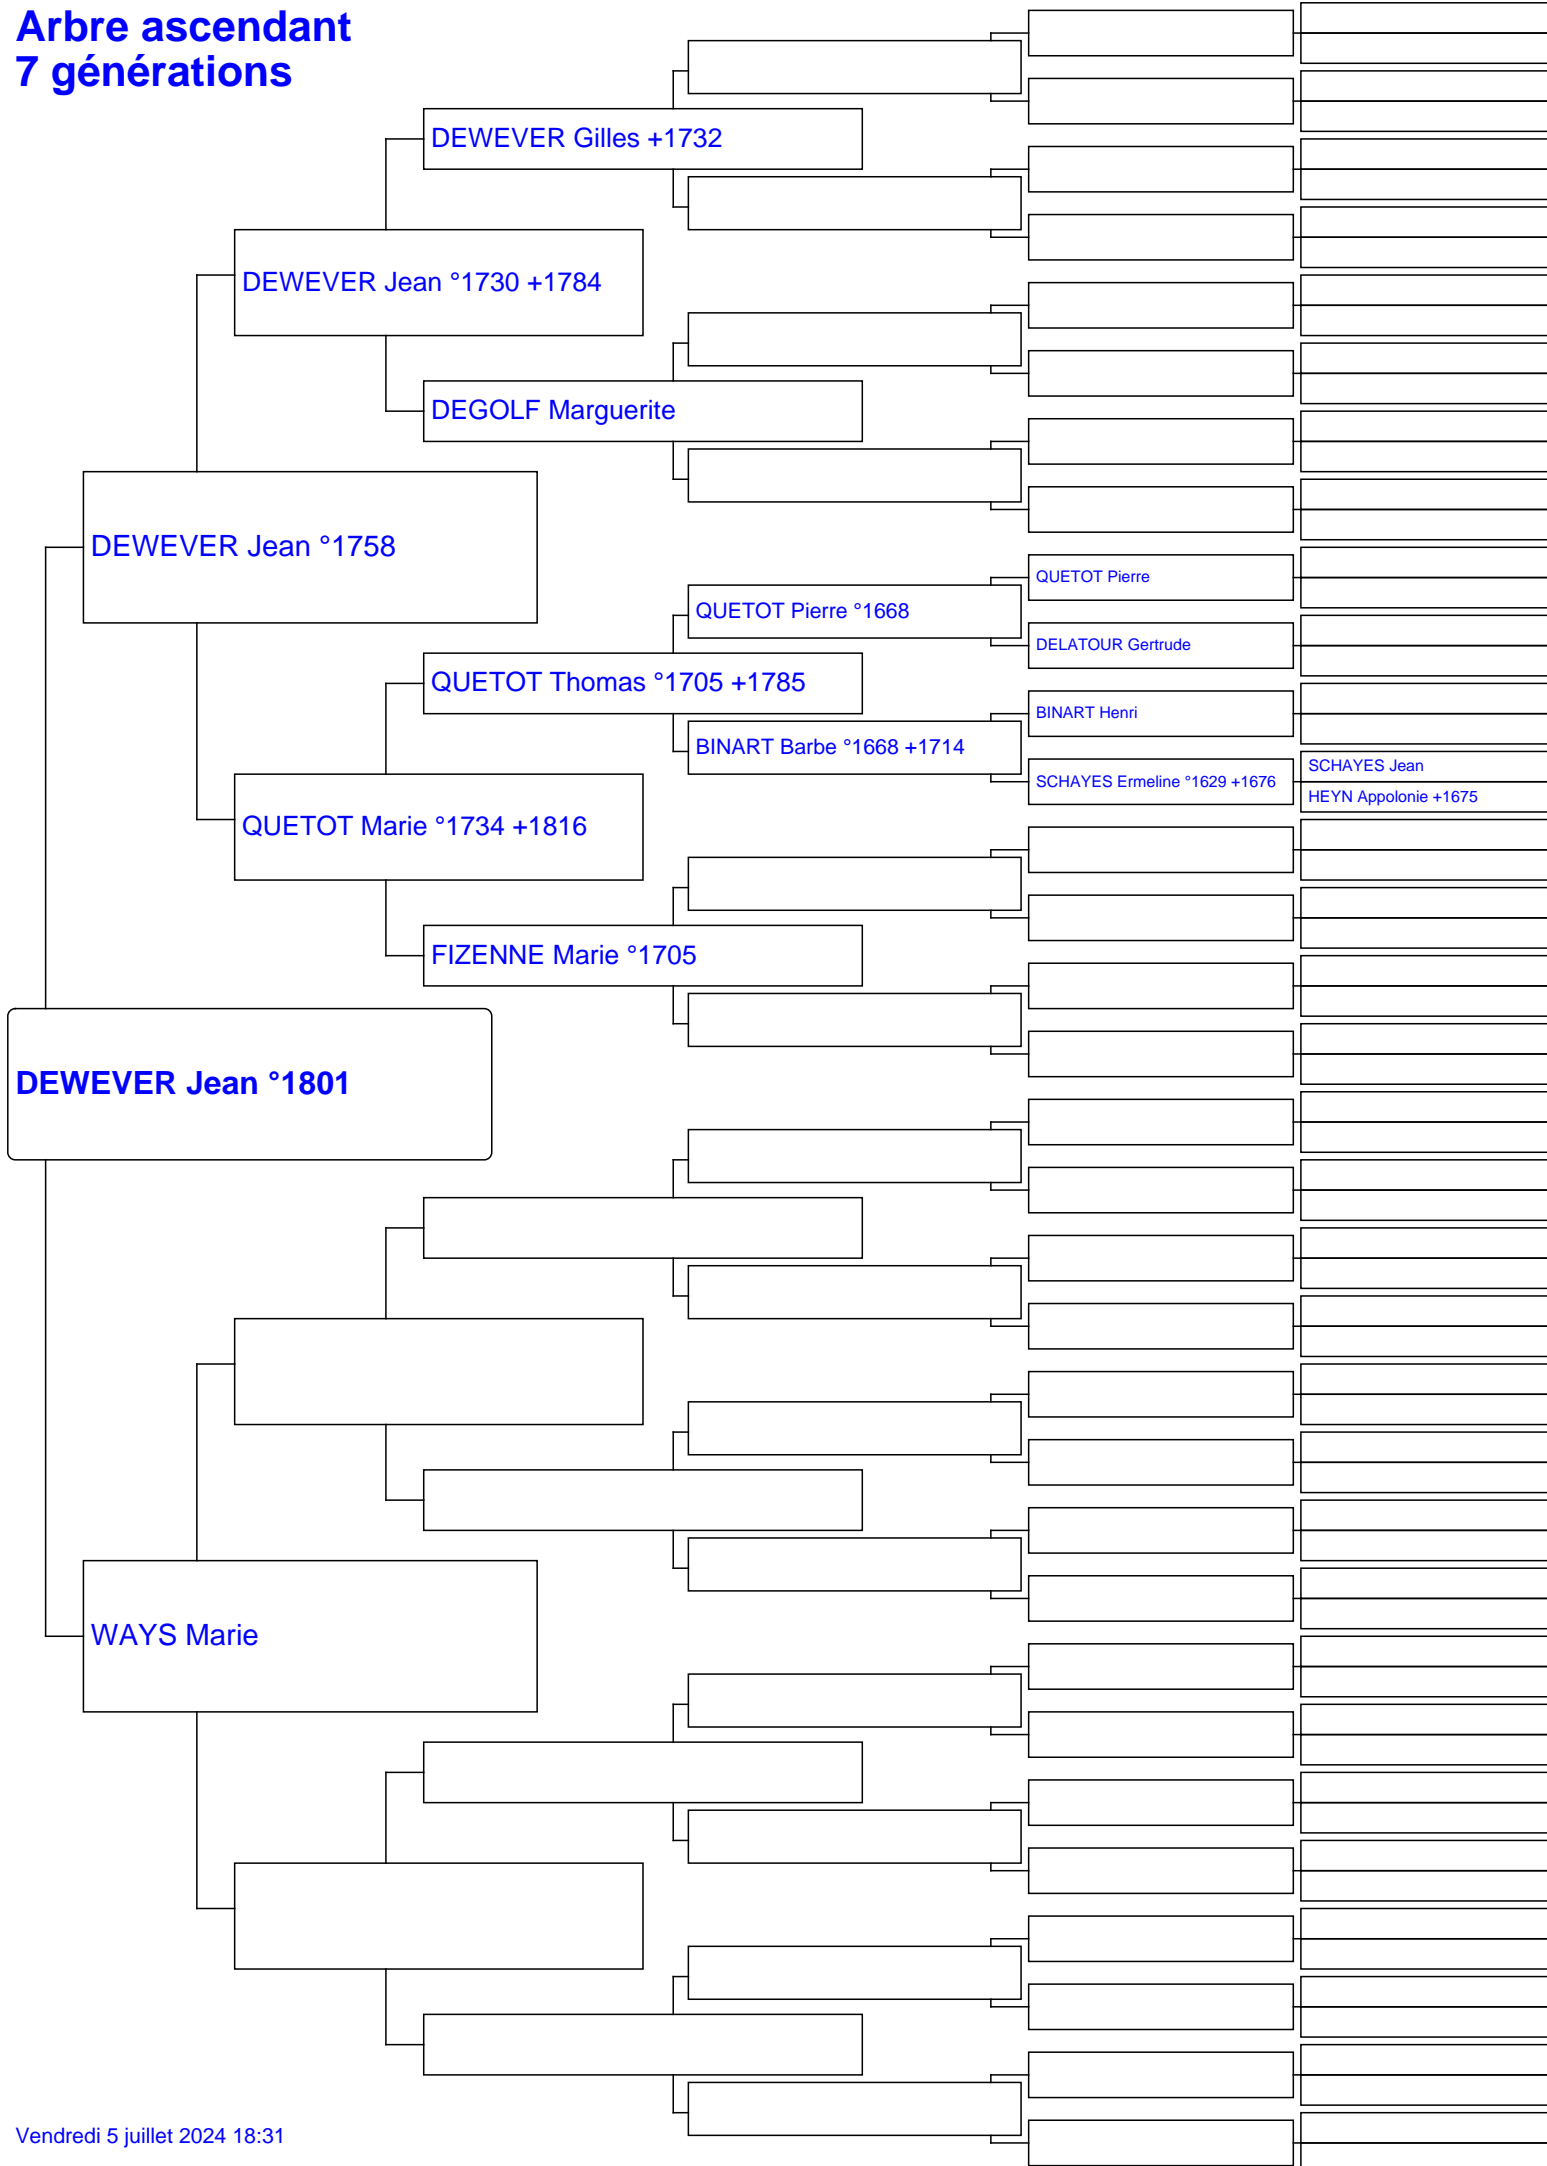 Arbre ascendant
7 générations
DEWEVER Gilles +1732
DEWEVER Jean °1730 +1784
DEGOLF Marguerite
DEWEVER Jean °1758
QUETOT Pierre
QUETOT Pierre °1668
DELATOUR Gertrude
QUETOT Thomas °1705 +1785
BINART Henri
BINART Barbe °1668 +1714
SCHAYES Jean
SCHAYES Ermeline °1629 +1676
HEYN Appolonie +1675
QUETOT Marie °1734 +1816
FIZENNE Marie °1705
DEWEVER Jean °1801
WAYS Marie
Vendredi 5 juillet 2024 18:31